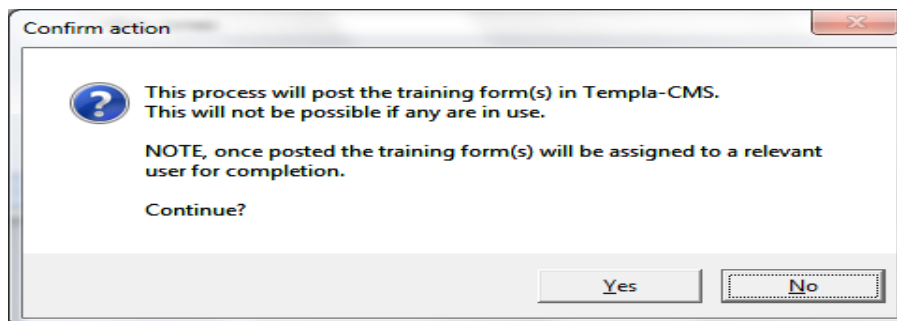 Confirm action
This process will post the training form(s) in Templa-CMS.
This will not be possible if any are in use.
NOTE, once posted the training form(s) will be assigned to a relevant
user for completion.
Continue?
Yes
No